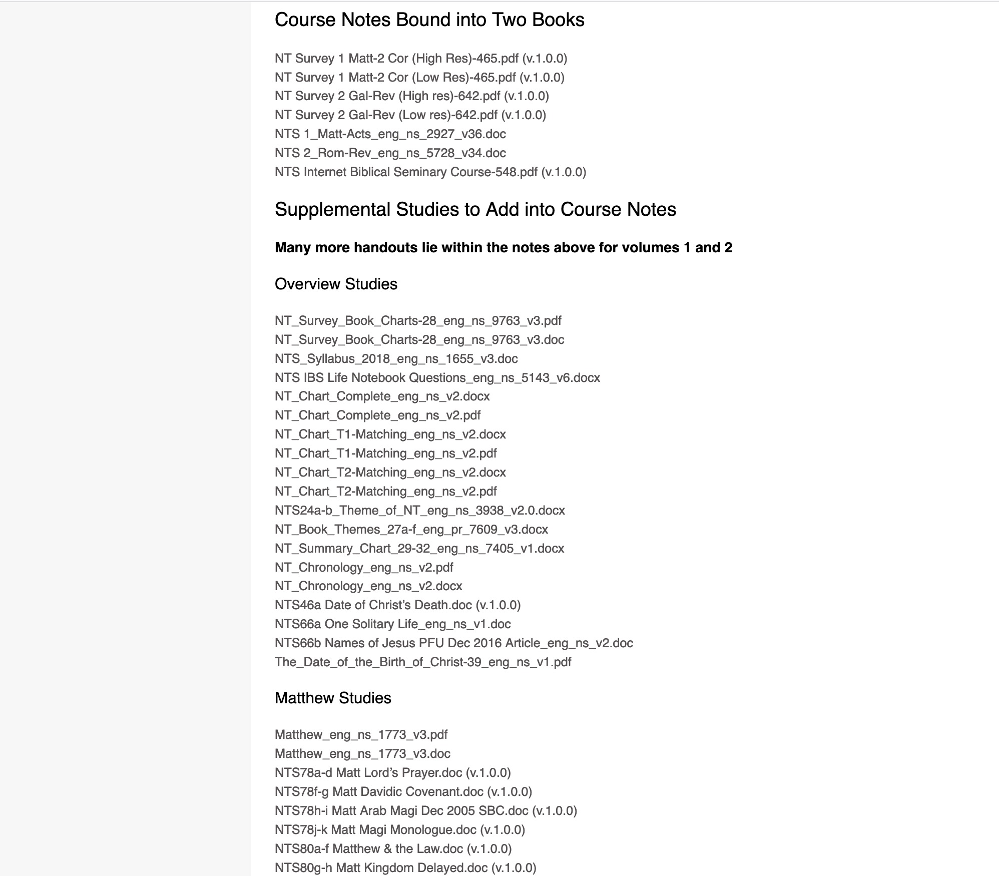 Course Notes Bound into Two Books
NT Survey 1 Matt-2 Cor (High Res)-465.pdf (v.1.0.0)
NT Survey 1 Matt-2 Cor (Low Res)-465.pdf (v.1.0.0)
NT Survey 2 Gal-Rev (High res)-642.pdf (v.1.0.0)
NT Survey 2 Gal-Rev (Low res)-642.pdf (v.1.0.0)
NTS 1_Matt-Acts_eng_ns_2927_v36.doc
NTS 2_Rom-Rev_eng_ns_5728_v34.doc
NTS Internet Biblical Seminary Course-548.pdf (v.1.0.0)
Supplemental Studies to Add into Course Notes
Many more handouts lie within the notes above for volumes 1 and 2
Overview Studies
NT_Survey_Book_Charts-28_eng_ns_9763_v3.pdf
NT_Survey_Book_Charts-28_eng_ns_9763_v3.doc
NTS_Syllabus_2018_eng_ns_1655_v3.doc
NTS IBS Life Notebook Questions_eng_ns_5143_v6.docx
NT_Chart_Complete_eng_ns_v2.docx
NT_Chart_Complete_eng_ns_v2.pdf
NT_Chart_T1-Matching_eng_ns_v2.docx
NT_Chart_T1-Matching_eng_ns_v2.pdf
NT_Chart_T2-Matching_eng_ns_v2.docx
NT_Chart_T2-Matching_eng_ns_v2.pdf
NTS24a-b_Theme_of_NT_eng_ns_3938_v2.0.docx
NT_Book_Themes_27a-f_eng_pr_7609_v3.docx
NT_Summary_Chart_29-32_eng_ns_7405_v1.docx
NT_Chronology_eng_ns_v2.pdf
NT_Chronology_eng_ns_v2.docx
NTS46a Date of Christ’s Death.doc (v.1.0.0)
NTS66a One Solitary Life_eng_ns_v1.doc
NTS66b Names of Jesus PFU Dec 2016 Article_eng_ns_v2.doc
The_Date_of_the_Birth_of_Christ-39_eng_ns_v1.pdf
Matthew Studies
Matthew_eng_ns_1773_v3.pdf
Matthew_eng_ns_1773_v3.doc
NTS78a-d Matt Lord’s Prayer.doc (v.1.0.0)
NTS78f-g Matt Davidic Covenant.doc (v.1.0.0)
NTS78h-i Matt Arab Magi Dec 2005 SBC.doc (v.1.0.0)
NTS78j-k Matt Magi Monologue.doc (v.1.0.0)
NTS80a-f Matthew & the Law.doc (v.1.0.0)
NTS80g-h Matt Kingdom Delayed.doc (v.1.0.0)